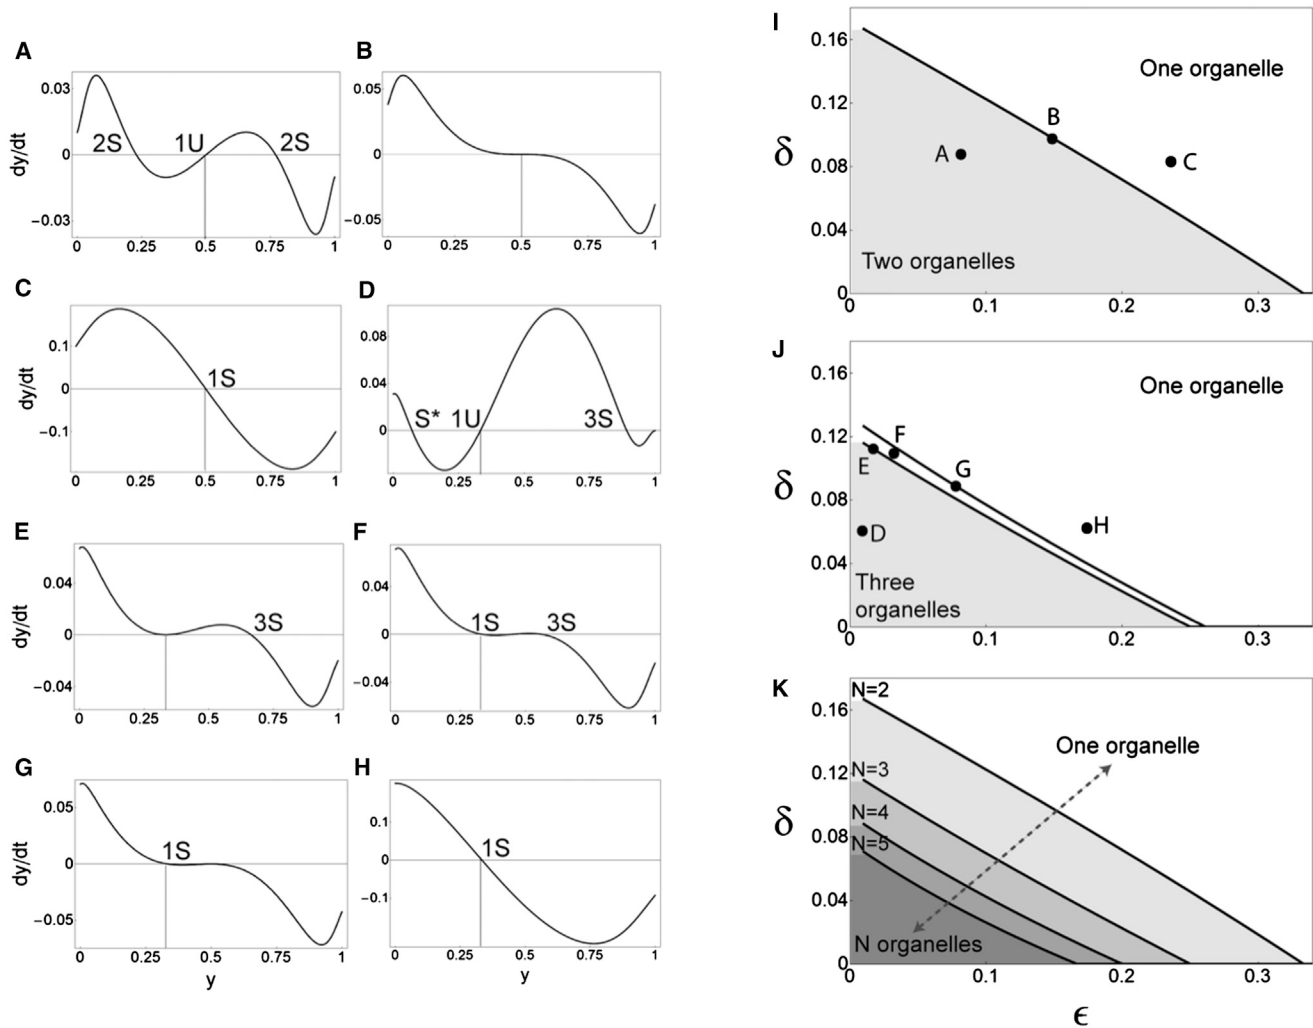 A
dy/dt
0.03
0
−0.03
2S
1U
2S
0 0.25 0.5 0.75 1
B
0.05
0
−0.05
0 0.25 0.5 0.75 1
C
dy/dt
0.1
0
−0.1
1S
0 0.25 0.5 0.75 1
D
0.08
0.04
0
S* 1U
3S
0 0.25 0.5 0.75 1
E
dy/dt
0.04
0
−0.04
3S
0 0.25 0.5 0.75 1
F
0.04
0
−0.04
1S
3S
0 0.25 0.5 0.75 1
G
dy/dt
0.05
0
−0.05
1S
0 0.25 0.5 0.75 1
y
H
0.1
0
−0.1
1S
0 0.25 0.5 0.75 1
y
I
δ
0.16
0.12
0.08
0.04
0
One organelle
B
A
C
Two organelles
0 0.1 0.2 0.3
J
δ
0.16
0.12
0.08
0.04
0
One organelle
F
E
G
H
D
Three
organelles
0 0.1 0.2 0.3
K
δ
0.16
0.12
0.08
0.04
0
N=2
One organelle
N=3
N=4
N=5
N organelles
0 0.1 0.2 0.3
ϵ